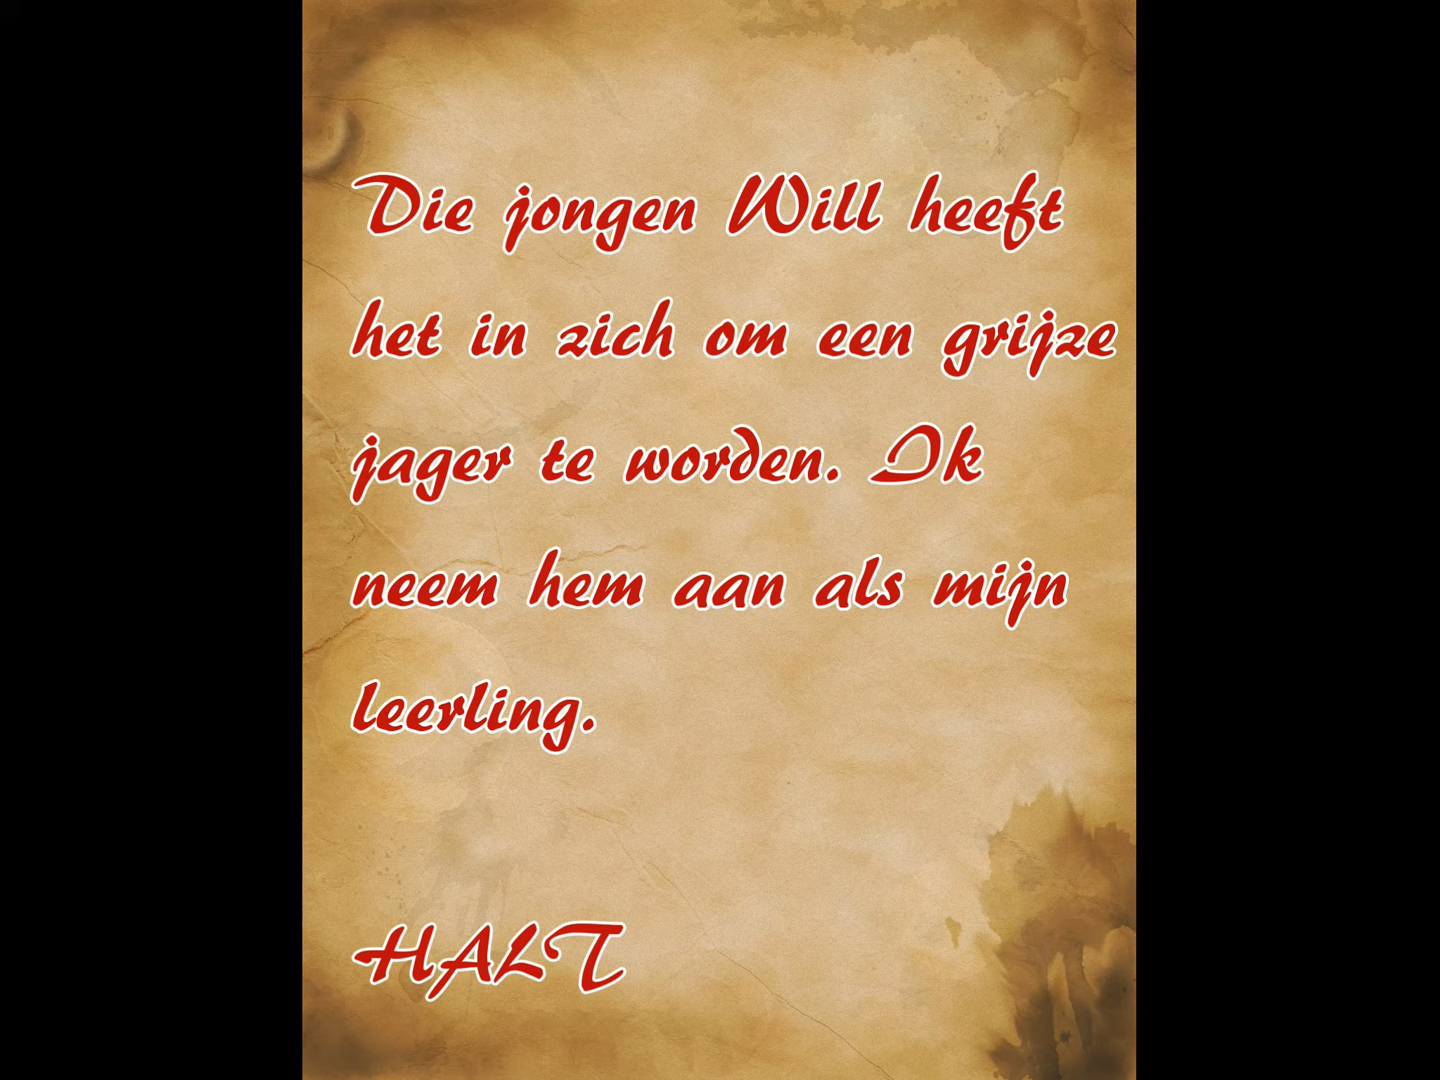 Die jongen Will heeft
het in zich om een grijze
jager te worden. Ik
neem hem aan als mijn
leerling.
HALT